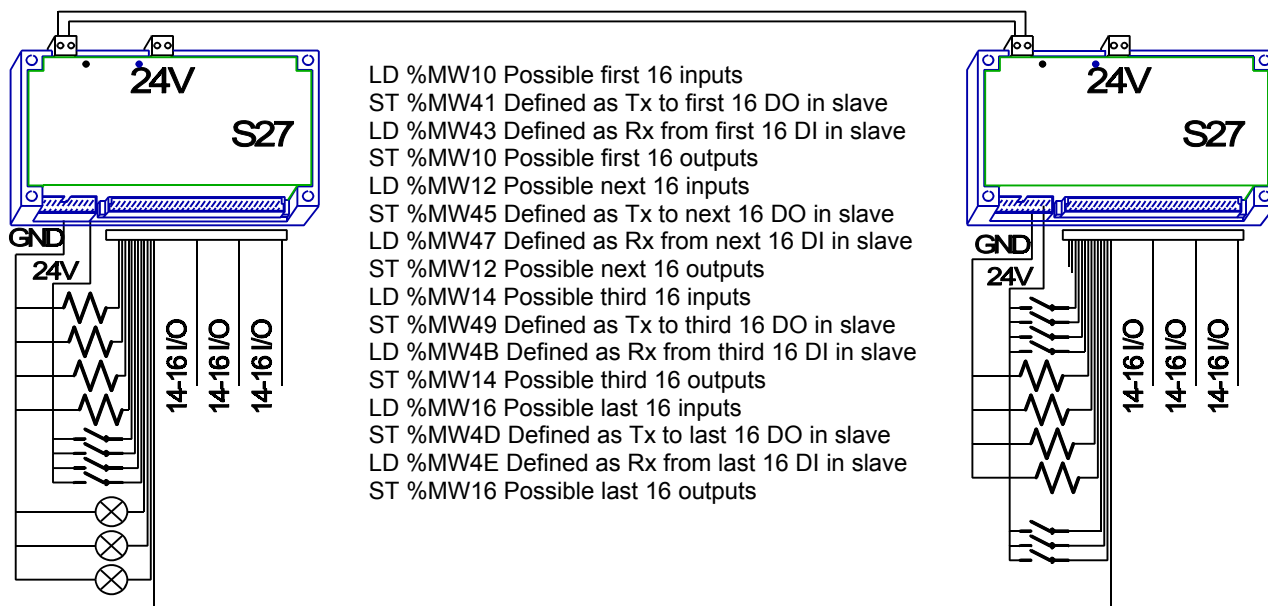 24V
S27
GND
24V
14-16 I/O
14-16 I/O
14-16 I/O
LD %MW10 Possible first 16 inputs
ST %MW41 Defined as Tx to first 16 DO in slave
LD %MW43 Defined as Rx from first 16 DI in slave
ST %MW10 Possible first 16 outputs
LD %MW12 Possible next 16 inputs
ST %MW45 Defined as Tx to next 16 DO in slave
LD %MW47 Defined as Rx from next 16 DI in slave
ST %MW12 Possible next 16 outputs
LD %MW14 Possible third 16 inputs
ST %MW49 Defined as Tx to third 16 DO in slave
LD %MW4B Defined as Rx from third 16 DI in slave
ST %MW14 Possible third 16 outputs
LD %MW16 Possible last 16 inputs
ST %MW4D Defined as Tx to last 16 DO in slave
LD %MW4E Defined as Rx from last 16 DI in slave
ST %MW16 Possible last 16 outputs
24V
S27
GND
24V
14-16 I/O
14-16 I/O
14-16 I/O